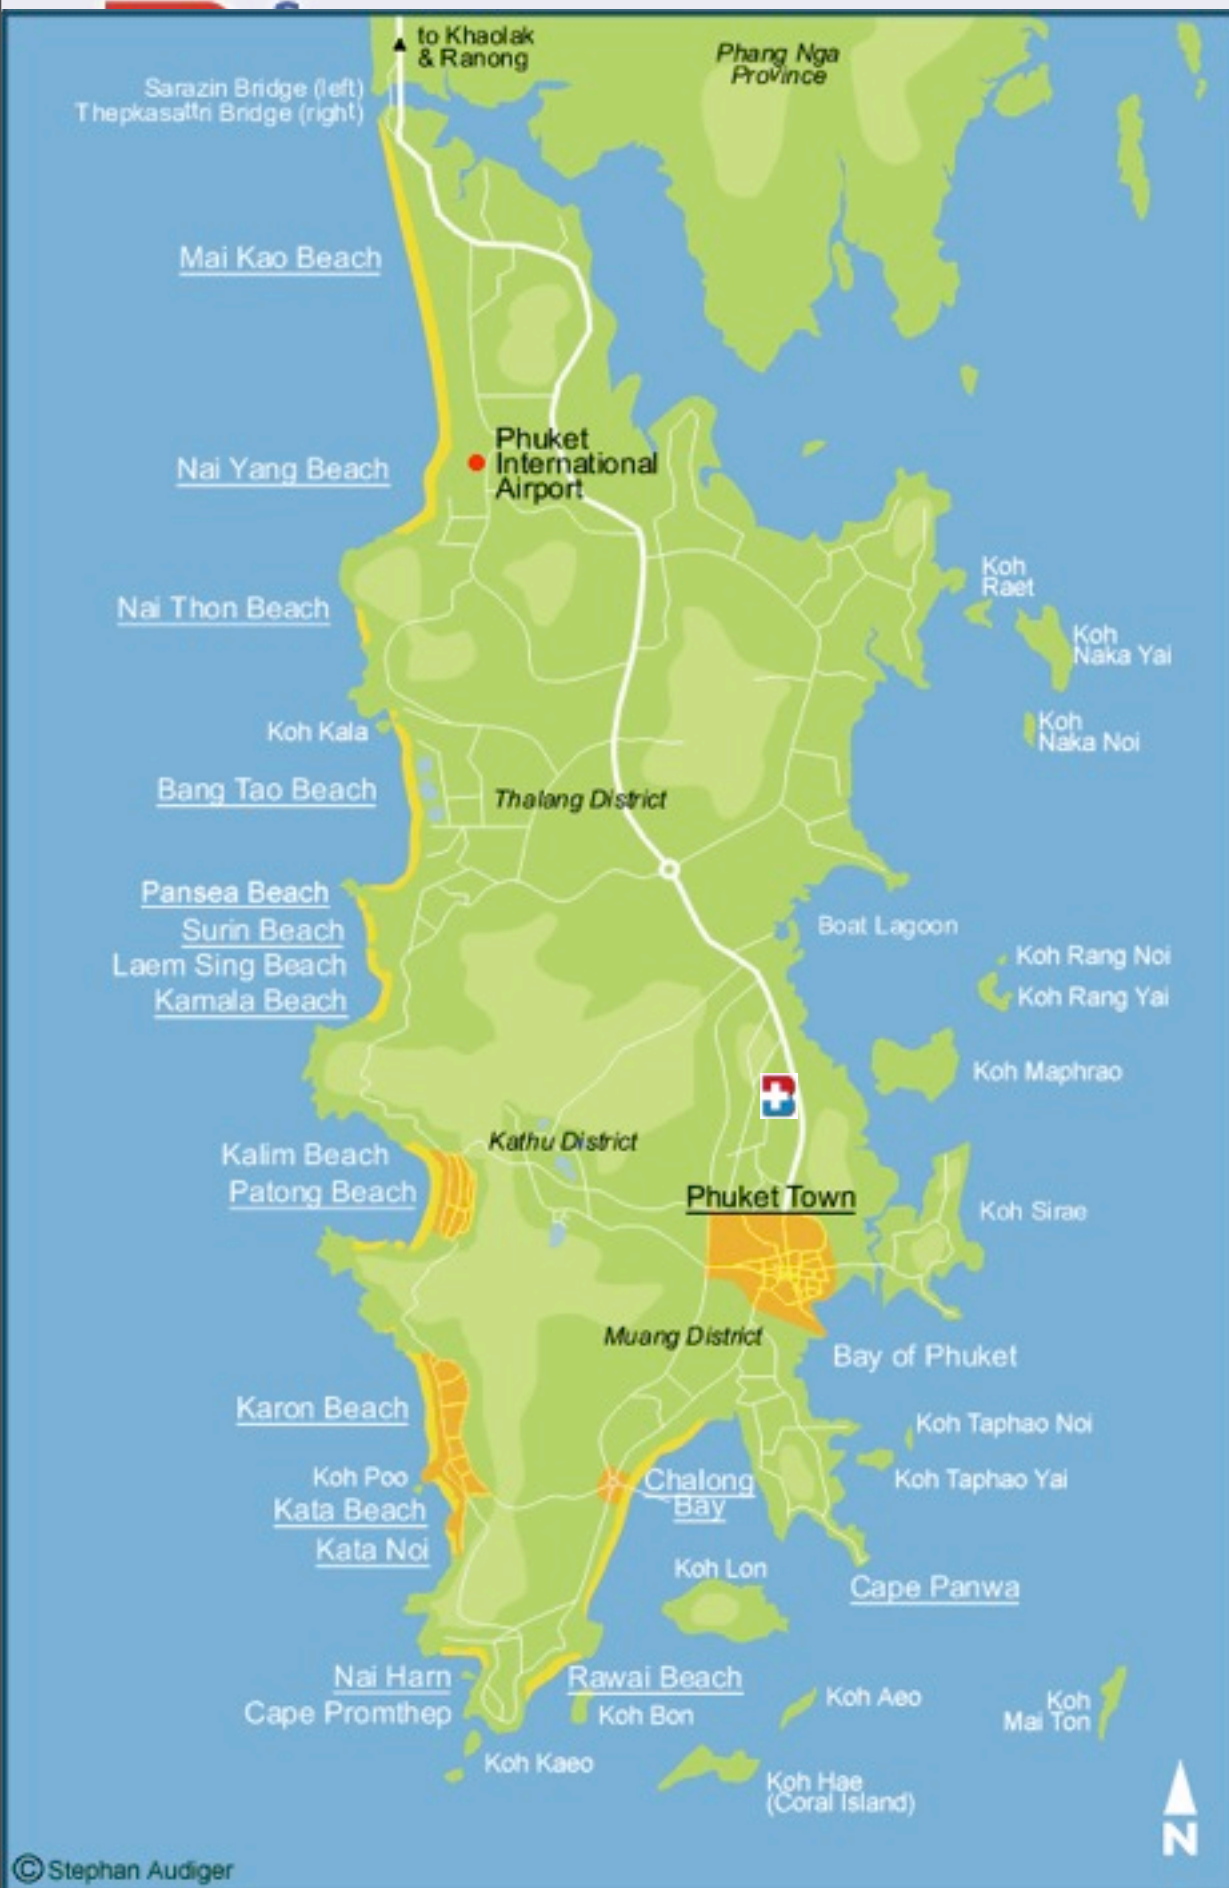 to Khaolak
& Ranong
Phang Nga
Province
Sarazin Bridge (left)
Thepkasattri Bridge (right)
Mai Kao Beach
Phuket
International
Airport
Nai Yang Beach
Koh
Raet
Nai Thon Beach
Koh
Naka Yai
Koh Kala
Koh
Naka Noi
Bang Tao Beach
Thalang District
Pansea Beach
Surin Beach
Boat Lagoon
Laem Sing Beach
Koh Rang Noi
Kamala Beach
Koh Rang Yai
Koh Maphrao
Kathu District
Kalim Beach
Patong Beach
Phuket Town
Koh Sirae
Muang District
Bay of Phuket
Karon Beach
Koh Taphao Noi
Koh Poo
Chalong
Bay
Koh Taphao Yai
Kata Beach
Kata Noi
Koh Lon
Cape Panwa
Nai Harn
Rawai Beach
Cape Promthep
Koh Bon
Koh Aeo
Koh
Mai Ton
Koh Kaeo
Koh Hae
(Coral Island)
N
© Stephan Audiger